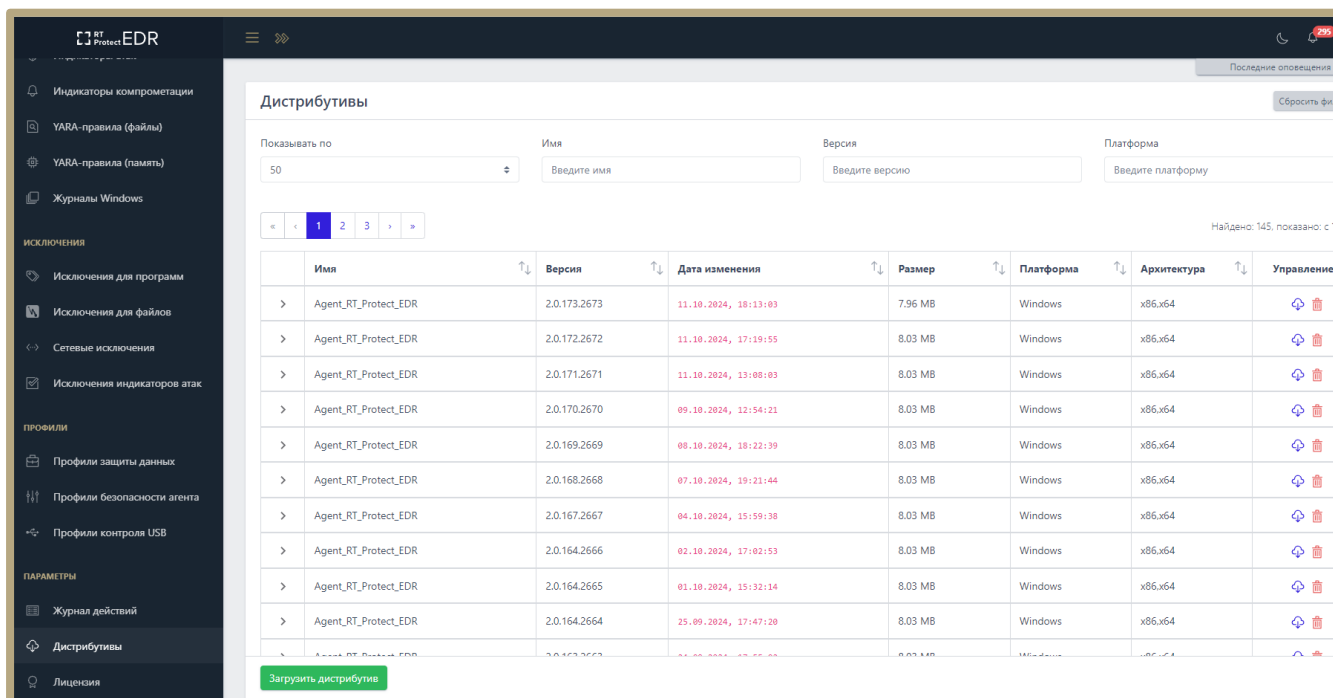 RT Protect EDR
295
Последние оповещения
Индикаторы компрометации
YARA-правила (файлы)
YARA-правила (память)
Журналы Windows
ИСКЛЮЧЕНИЯ
Исключения для программ
Исключения для файлов
Сетевые исключения
Исключения индикаторов атак
ПРОФИЛИ
Профили защиты данных
Профили безопасности агента
Профили контроля USB
ПАРАМЕТРЫ
Журнал действий
Дистрибутивы
Лицензия
Дистрибутивы
Сбросить фи
Показывать по
50
Имя
Введите имя
Версия
Введите версию
Платформа
Введите платформу
« ‹ 1 2 3 › »
Найдено: 145, показано: с
Имя Версия Дата изменения Размер Платформа Архитектура Управление
Agent_RT_Protect_EDR 2.0.173.2673 11.10.2024, 18:13:03 7.96 MB Windows x86,x64
Agent_RT_Protect_EDR 2.0.172.2672 11.10.2024, 17:19:55 8.03 MB Windows x86,x64
Agent_RT_Protect_EDR 2.0.171.2671 11.10.2024, 13:08:03 8.03 MB Windows x86,x64
Agent_RT_Protect_EDR 2.0.170.2670 09.10.2024, 12:54:21 8.03 MB Windows x86,x64
Agent_RT_Protect_EDR 2.0.169.2669 08.10.2024, 18:22:39 8.03 MB Windows x86,x64
Agent_RT_Protect_EDR 2.0.168.2668 07.10.2024, 19:21:44 8.03 MB Windows x86,x64
Agent_RT_Protect_EDR 2.0.167.2667 04.10.2024, 15:59:38 8.03 MB Windows x86,x64
Agent_RT_Protect_EDR 2.0.164.2666 02.10.2024, 17:02:53 8.03 MB Windows x86,x64
Agent_RT_Protect_EDR 2.0.164.2665 01.10.2024, 15:32:14 8.03 MB Windows x86,x64
Agent_RT_Protect_EDR 2.0.164.2664 25.09.2024, 17:47:20 8.03 MB Windows x86,x64
Загрузить дистрибутив